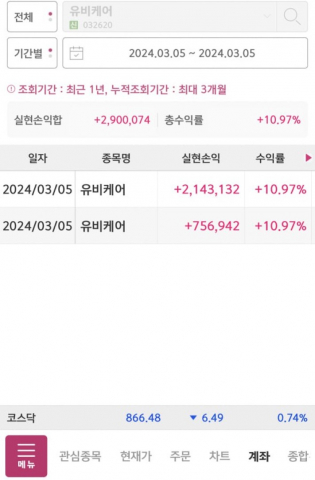 전체
유비케어
신 032620
기간별
2024.03.05 ~ 2024.03.05
조회기간 : 최근 1년, 누적조회기간 : 최대 3개월
실현손익합 +2,900,074 총수익률 +10.97%
일자 종목명 실현손익 수익률
2024/03/05 유비케어 +2,143,132 +10.97%
2024/03/05 유비케어 +756,942 +10.97%
코스닥 866.48 ▼ 6.49 0.74%
메뉴 관심종목 현재가 주문 차트 계좌 종합